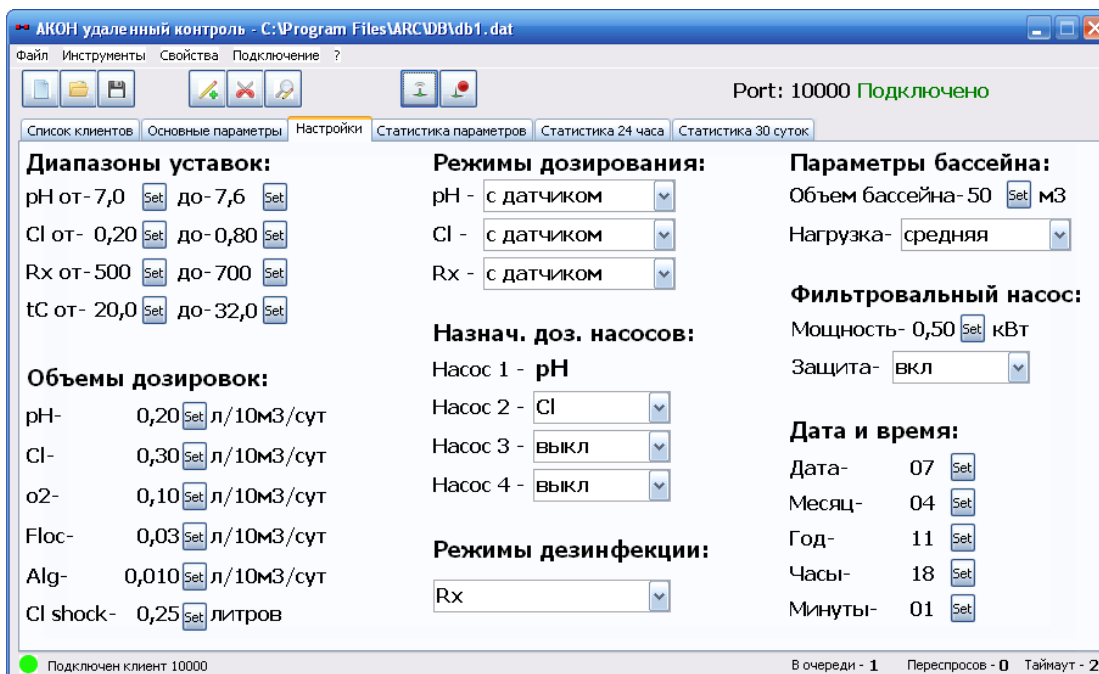 АКОН удаленный контроль - C:\Program Files\ARC\DB\db1.dat
Файл Инструменты Свойства Подключение ?
Port: 10000 Подключено
Список клиентов Основные параметры Настройки Статистика параметров Статистика 24 часа Статистика 30 суток
Диапазоны уставок:
pH от- 7,0 Set до- 7,6 Set
Cl от- 0,20 Set до- 0,80 Set
Rx от- 500 Set до- 700 Set
tC от- 20,0 Set до- 32,0 Set
Объемы дозировок:
pH- 0,20 Set л/10м3/сут
Cl- 0,30 Set л/10м3/сут
о2- 0,10 Set л/10м3/сут
Floc- 0,03 Set л/10м3/сут
Alg- 0,010 Set л/10м3/сут
Cl shock- 0,25 Set литров
Режимы дозирования:
pH - с датчиком
Cl - с датчиком
Rx - с датчиком
Назнач. доз. насосов:
Насос 1 - pH
Насос 2 - Cl
Насос 3 - выкл
Насос 4 - выкл
Режимы дезинфекции:
Rx
Параметры бассейна:
Объем бассейна- 50 Set м3
Нагрузка- средняя
Фильтровальный насос:
Мощность- 0,50 Set кВт
Защита- вкл
Дата и время:
Дата- 07 Set
Месяц- 04 Set
Год- 11 Set
Часы- 18 Set
Минуты- 01 Set
Подключен клиент 10000
В очереди - 1 Переспросов - 0 Таймаут - 2